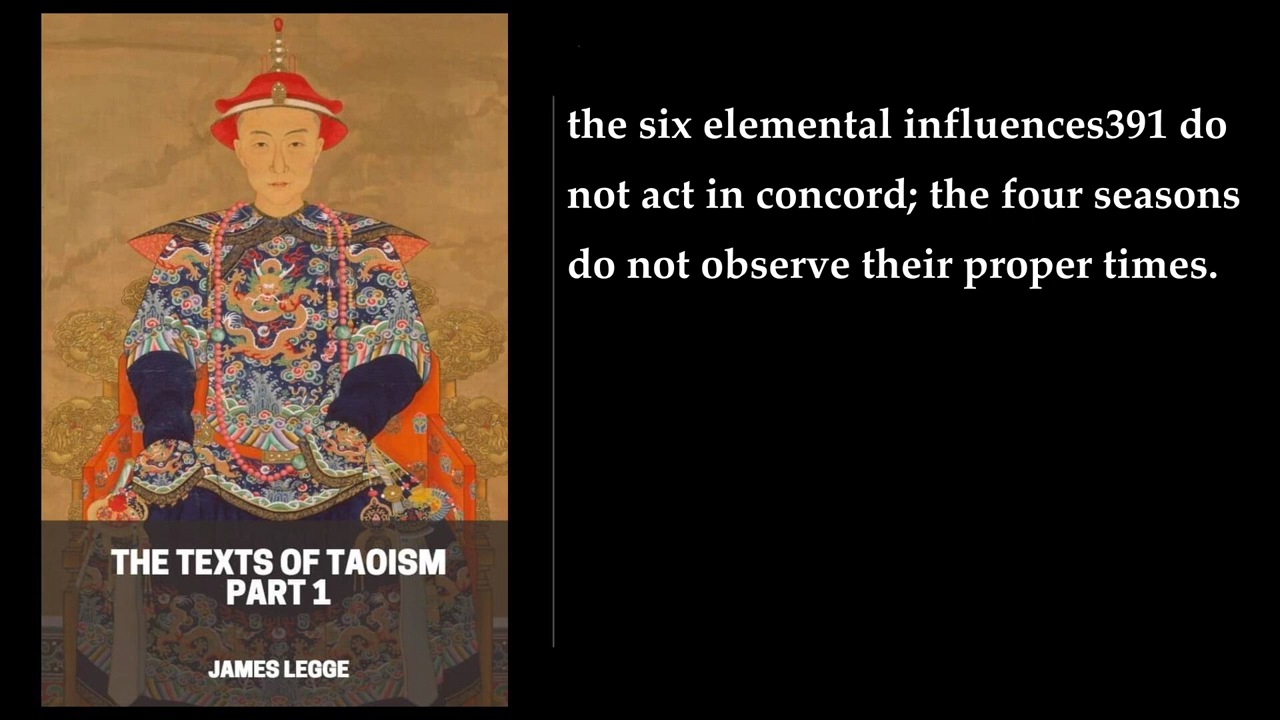 the six elemental influences391 do
not act in concord; the four seasons
do not observe their proper times.
THE TEXTS OF TAOISM
PART 1
JAMES LEGGE